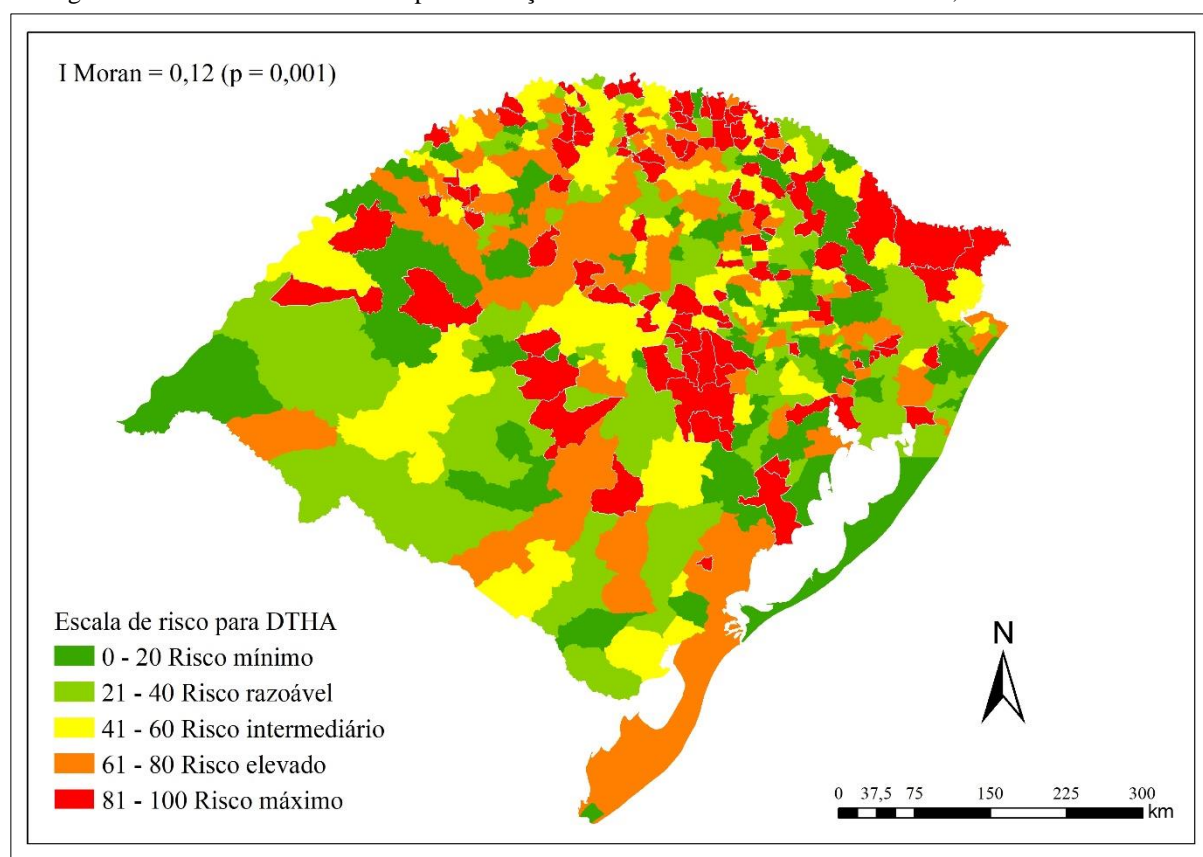 I Moran = 0,12 (p = 0,001)
Escala de risco para DTHA
0 - 20 Risco mínimo
21 - 40 Risco razoável
41 - 60 Risco intermediário
61 - 80 Risco elevado
81 - 100 Risco máximo
N
0 37,5 75 150 225 300
km